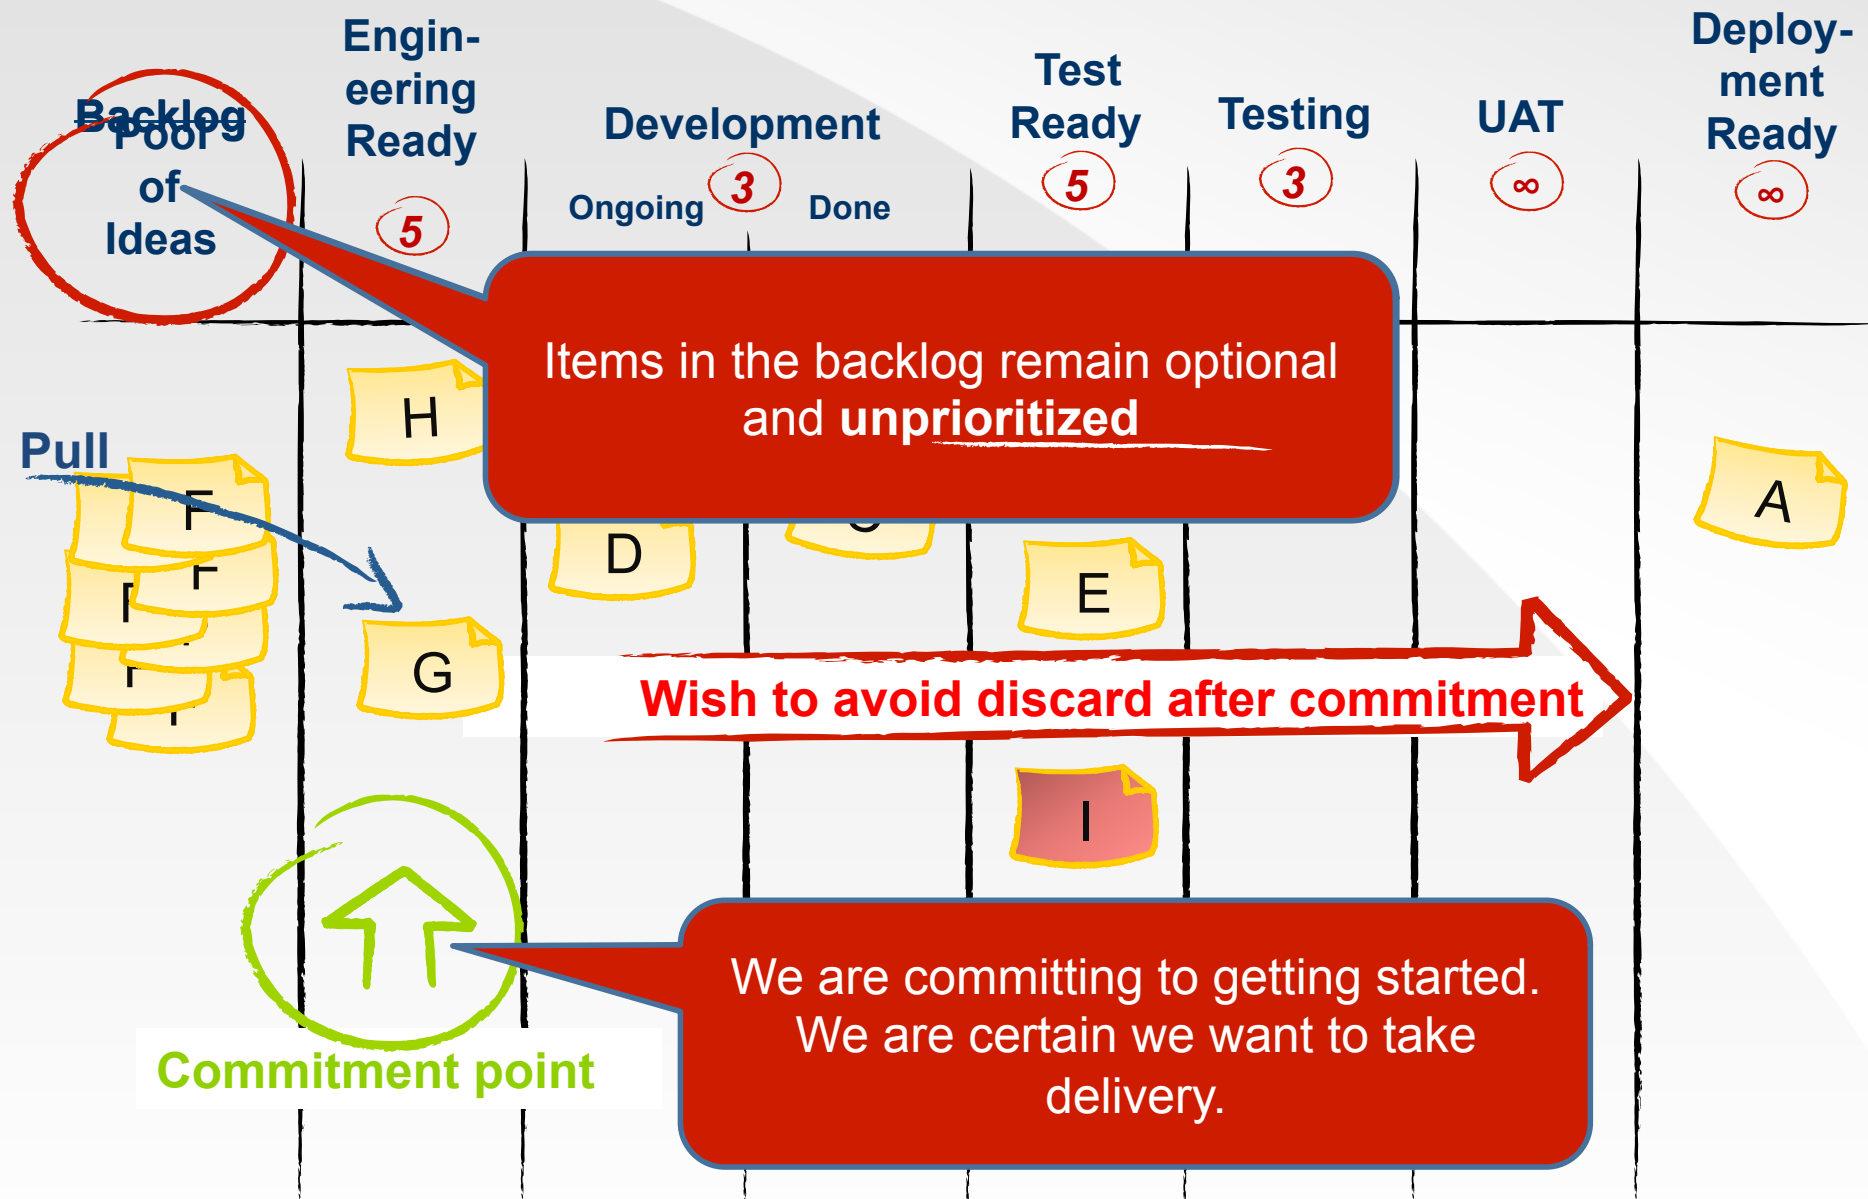 Backlog
Pool
of
Ideas
Engin-
eering
Ready
5
Development
3
Ongoing
Done
Test
Ready
5
Testing
3
UAT
∞
Deploy-
ment
Ready
∞
Items in the backlog remain optional
and unprioritized
Pull
H
F
F
G
D
E
A
Wish to avoid discard after commitment
I
We are committing to getting started.
We are certain we want to take
delivery.
Commitment point